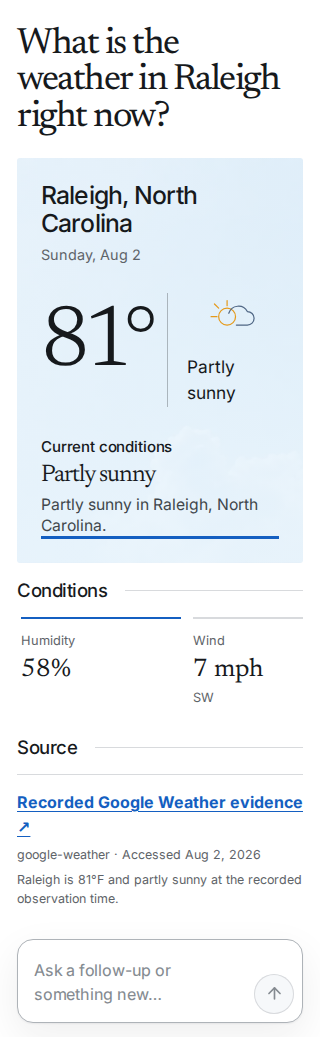 What is the
weather in Raleigh
right now?
Raleigh, North
Carolina
Sunday, Aug 2
81°
Partly
sunny
Current conditions
Partly sunny
Partly sunny in Raleigh, North
Carolina.
Conditions
Humidity
58%
Wind
7 mph
SW
Source
Recorded Google Weather evidence
↗
google-weather · Accessed Aug 2, 2026
Raleigh is 81°F and partly sunny at the recorded
observation time.
Ask a follow-up or
something new...